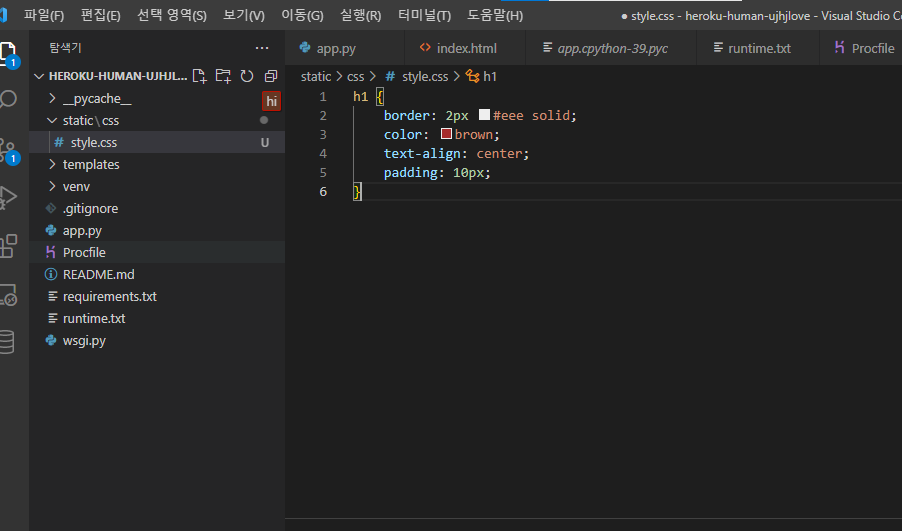 파일(F) 편집(E) 선택 영역(S) 보기(V) 이동(G) 실행(R) 터미널(T) 도움말(H) ● style.css - heroku-human-ujhjlove - Visual Studio Co
탐색기 ...
app.py index.html app.cpython-39.pyc runtime.txt Procfile
HEROKU-HUMAN-UJHJL...
static > css > # style.css > h1
__pycache__
hi
static\css
# style.css U
templates
venv
.gitignore
app.py
Procfile
README.md
requirements.txt
runtime.txt
wsgi.py
1
1
1 h1 {
2 border: 2px #eee solid;
3 color: brown;
4 text-align: center;
5 padding: 10px;
6 }